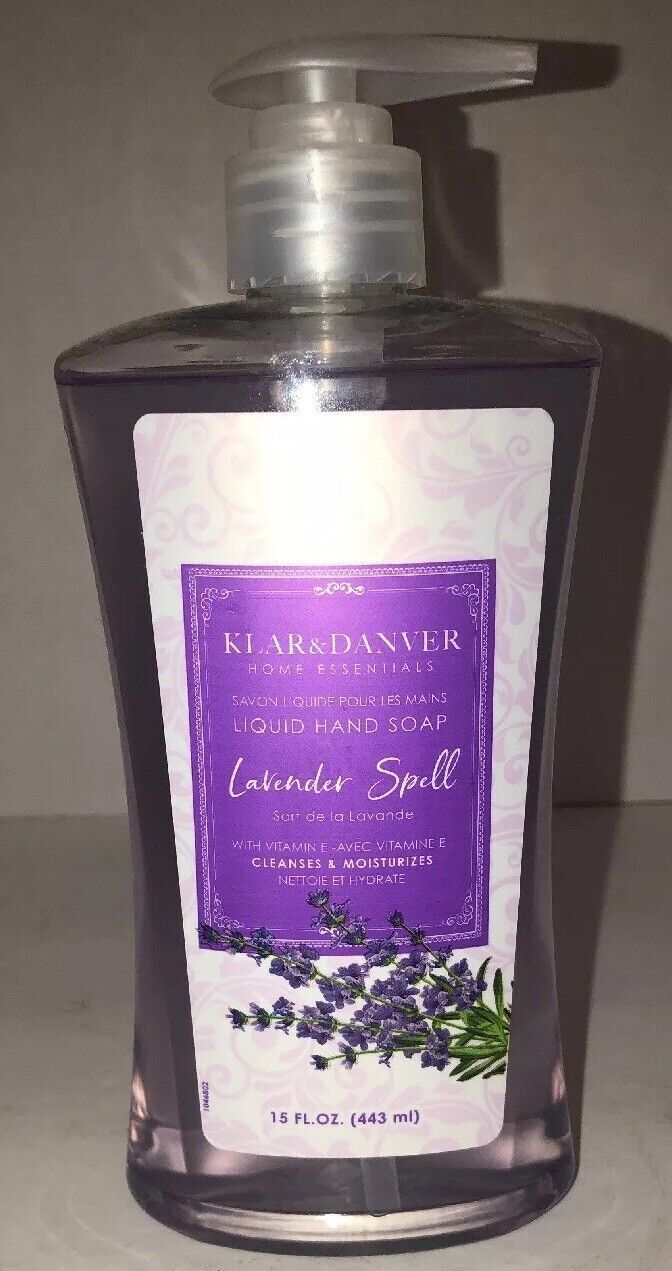 KLAR&DANVER
HOME ESSENTIALS
SAVON LIQUIDE POUR LES MAINS
LIQUID HAND SOAP
Lavender Spell
Sort de la Lavande
WITH VITAMIN E -AVEC VITAMINE E
CLEANSES & MOISTURIZES
NETTOIE ET HYDRATE
1046802
15 FL.OZ. (443 ml)